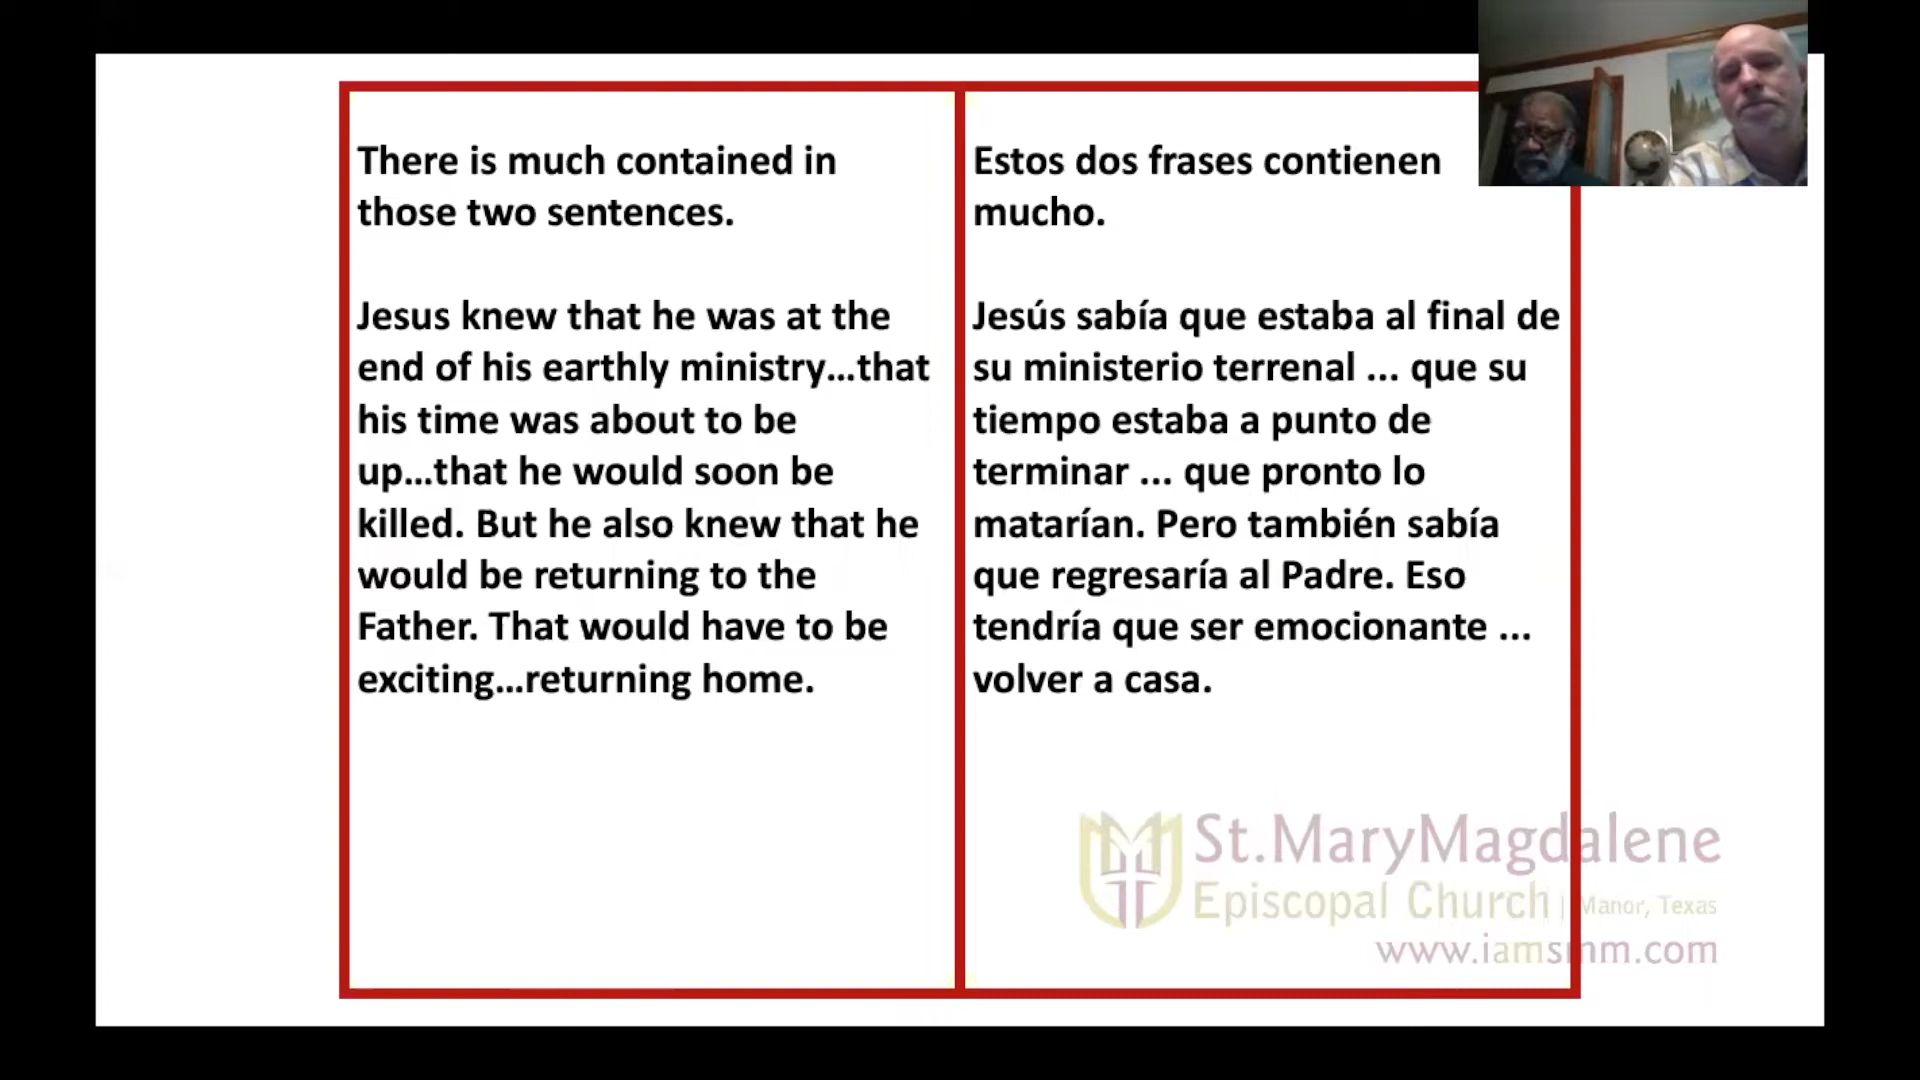 There is much contained in
those two sentences.
Jesus knew that he was at the
end of his earthly ministry...that
his time was about to be
up...that he would soon be
killed. But he also knew that he
would be returning to the
Father. That would have to be
exciting...returning home.
Estos dos frases contienen
mucho.
Jesús sabía que estaba al final de
su ministerio terrenal ... que su
tiempo estaba a punto de
terminar ... que pronto lo
matarían. Pero también sabía
que regresaría al Padre. Eso
tendría que ser emocionante ...
volver a casa.
St.MaryMagdalene
Episcopal Church | Manor, Texas
www.iamsmm.com